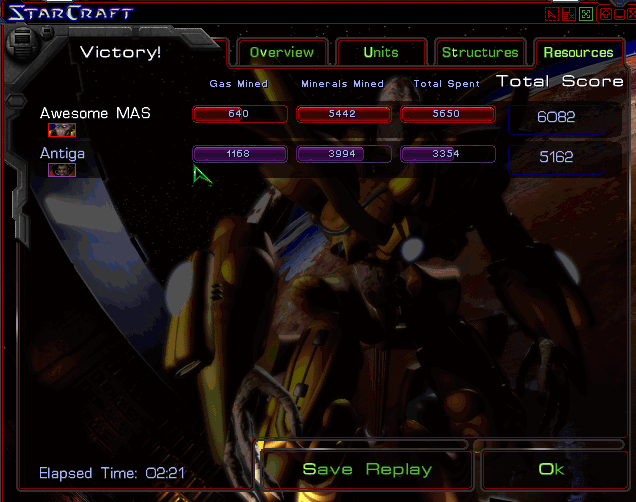 STARCRAFT
Victory!
Overview
Units
Structures
Resources
Gas Mined
Minerals Mined
Total Spent
Total Score
Awesome MAS
640
5442
5650
6082
Antiga
1168
3994
3354
5162
Elapsed Time: 02:21
Save Replay
Ok